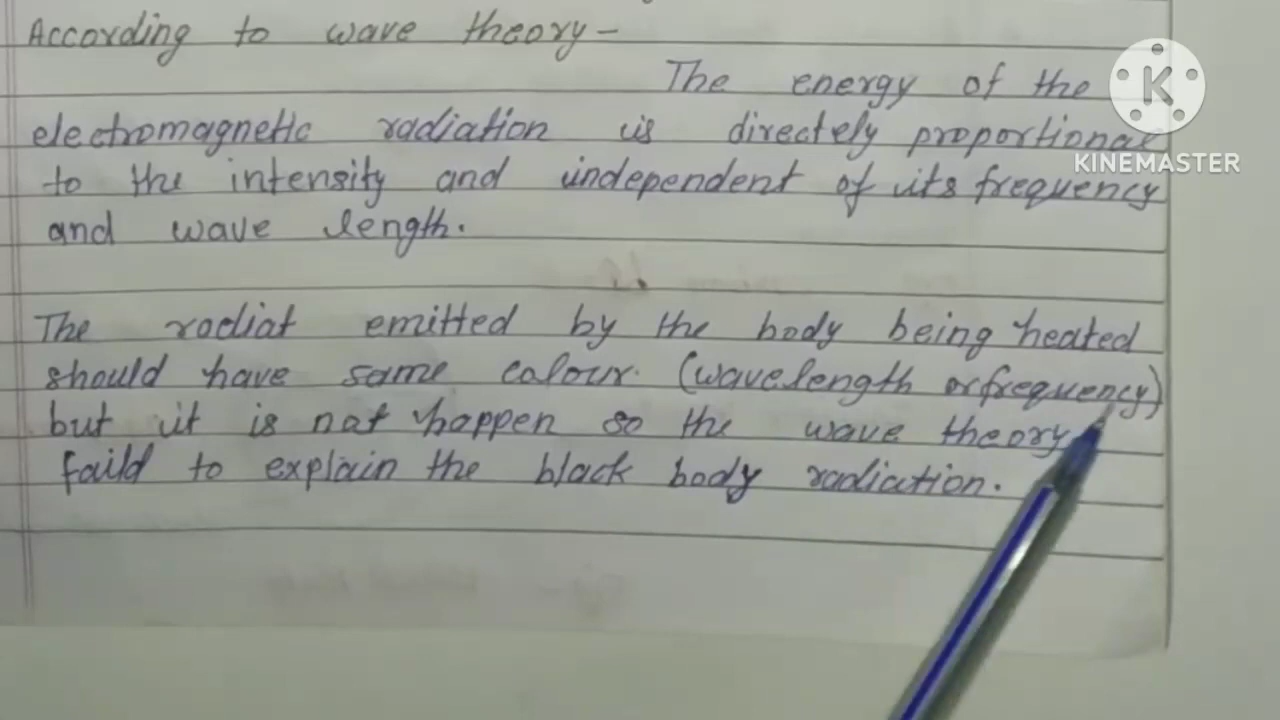 According to wave theory-
The energy of the
electromagnetic radiation is directely proportional
to the intensity and independent of its frequency
and wave length.
The radiat emitted by the body being heated
should have same colour. (wavelength or frequency)
but it is not happen so the wave theory
faild to explain the black body radiation.
K
KINEMASTER